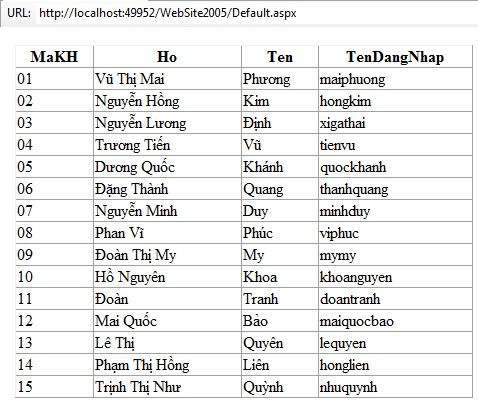 URL: http://localhost:49952/WebSite2005/Default.aspx
MaKH Ho Ten TenDangNhap
01 Vũ Thị Mai Phương maiphuong
02 Nguyễn Hồng Kim hongkim
03 Nguyễn Lương Định xigathai
04 Trương Tiến Vũ tienvu
05 Dương Quốc Khánh quockhanh
06 Đặng Thành Quang thanhquang
07 Nguyễn Minh Duy minhduy
08 Phan Vĩ Phúc viphuc
09 Đoàn Thị My My mymy
10 Hồ Nguyên Khoa khoanguyen
11 Đoàn Tranh doantranh
12 Mai Quốc Bảo maiquocbao
13 Lê Thị Quyên lequyen
14 Phạm Thị Hồng Liên honglien
15 Trịnh Thị Như Quỳnh nhuquynh